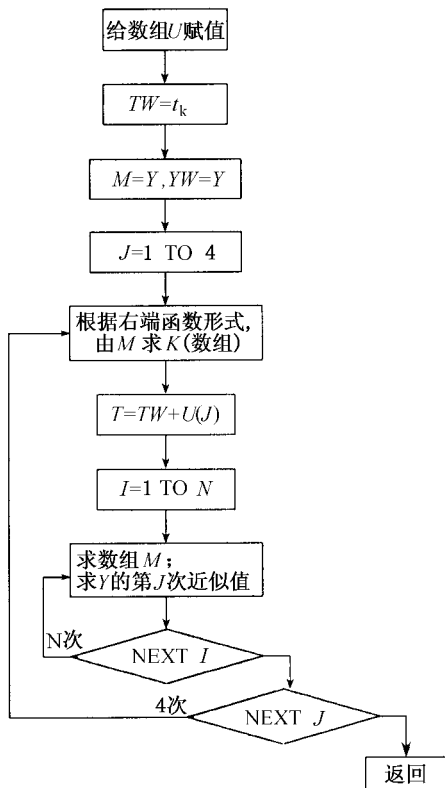 给数组U赋值
TW=tk
M=Y,YW=Y
J=1 TO 4
根据右端函数形式,
由M求K(数组)
T=TW+U(J)
I=1 TO N
求数组M;
求Y的第J次近似值
N次
NEXT I
4次
NEXT J
返回